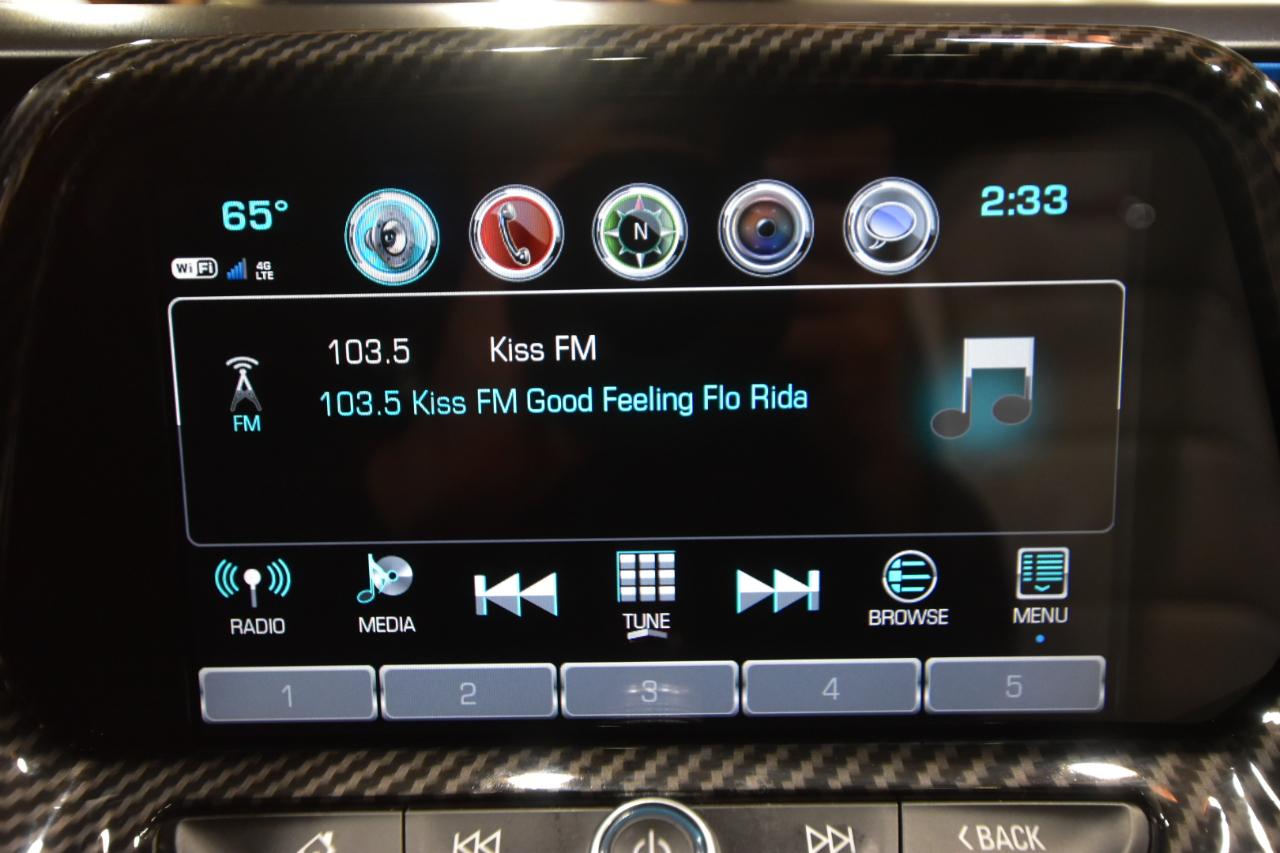 65°
2:33
WiFi
4G
LTE
N
103.5 Kiss FM
FM
103.5 Kiss FM Good Feeling Flo Rida
RADIO
MEDIA
TUNE
BROWSE
MENU
1
2
3
4
5
<BACK